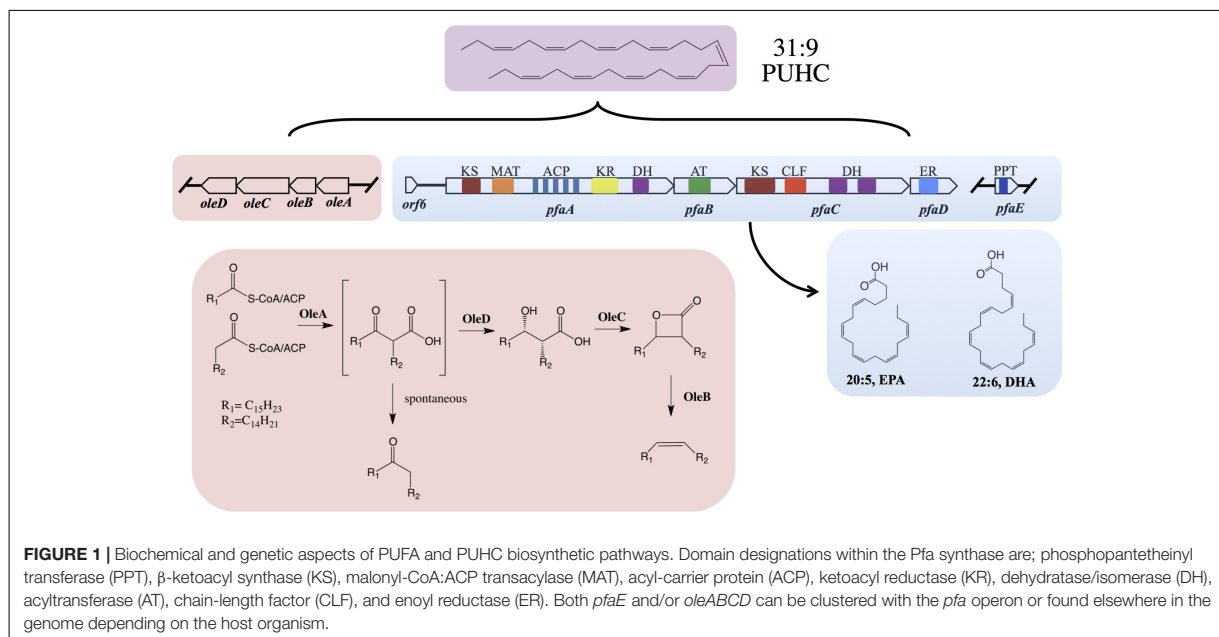 31:9
PUHC
KS MAT ACP KR DH AT KS CLF DH ER PPT
oleD oleC oleB oleA orf6 pfaA pfaB pfaC pfaD pfaE
O
R₁ S-CoA/ACP
O
S-CoA/ACP
R₂
R₁= C₁₅H₂₃
R₂=C₁₄H₂₁
OleA
O O
R₁ OH
R₂
spontaneous
O
R₁
R₂
OleD
OH O
R₁ OH
R₂
OleC
O O
R₁ R₂
OleB
R₁ R₂
OH
O
20:5, EPA
OH
O
22:6, DHA
FIGURE 1 | Biochemical and genetic aspects of PUFA and PUHC biosynthetic pathways. Domain designations within the Pfa synthase are; phosphopantetheinyl
transferase (PPT), β-ketoacyl synthase (KS), malonyl-CoA:ACP transacylase (MAT), acyl-carrier protein (ACP), ketoacyl reductase (KR), dehydratase/isomerase (DH),
acyltransferase (AT), chain-length factor (CLF), and enoyl reductase (ER). Both pfaE and/or oleABCD can be clustered with the pfa operon or found elsewhere in the
genome depending on the host organism.